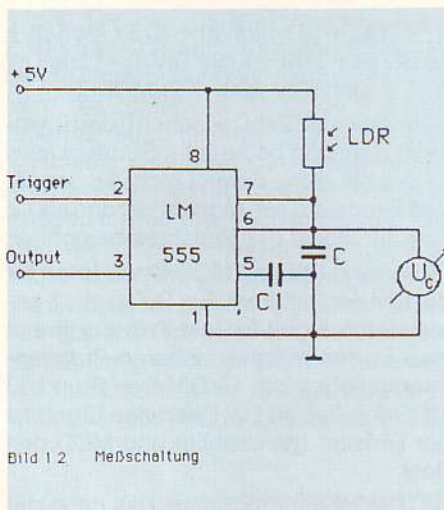 + 5V
8
LDR
Trigger
2
7
LM
6
555
C
Output
3
5
C1
U_C
1
Bild 1.2 Meßschaltung